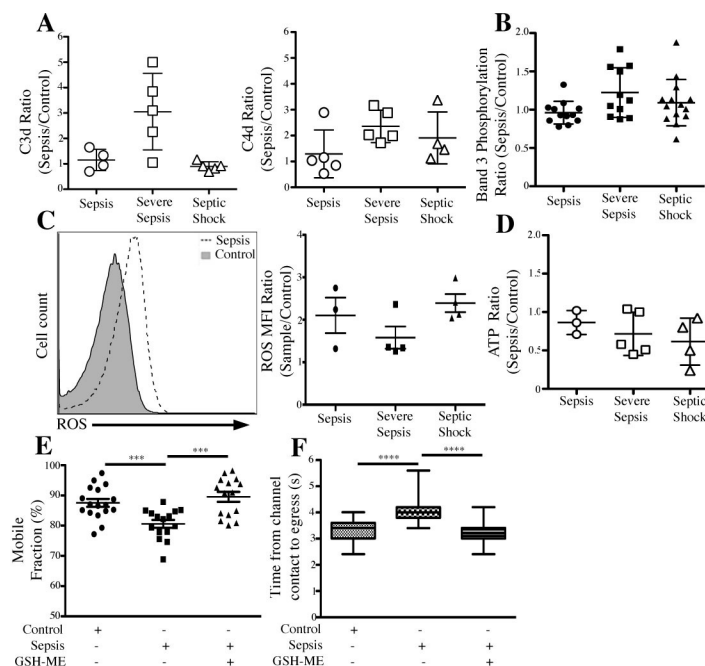 A
C3d Ratio
(Sepsis/Control)
6
5
4
3
2
1
0
Sepsis
Severe
Sepsis
Septic
Shock
C4d Ratio
(Sepsis/Control)
5
4
3
2
1
0
Sepsis
Severe
Sepsis
Septic
Shock
B
Band 3 Phosphorylation
Ratio (Sepsis/Control)
2.0
1.5
1.0
0.5
0.0
Sepsis
Severe
Sepsis
Septic
Shock
C
Sepsis
Control
Cell count
ROS
ROS MFI Ratio
(Sample/Control)
4
3
2
1
0
Sepsis
Severe
Sepsis
Septic
Shock
D
ATP Ratio
(Sepsis/Control)
2.0
1.5
1.0
0.5
0.0
Sepsis
Severe
Sepsis
Septic
Shock
E
Mobile
Fraction (%)
100
90
80
70
60
50
*** ***
Control + - -
Sepsis - + +
GSH-ME - - +
F
Time from channel
contact to egress (s)
6
5
4
3
2
1
0
**** ****
Control + - -
Sepsis - + +
GSH-ME - - +